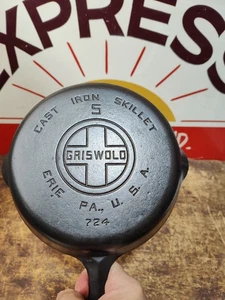 EXPRESS
CAST IRON SKILLET
5
GRISWOLD
ERIE PA., U.S.A.
724